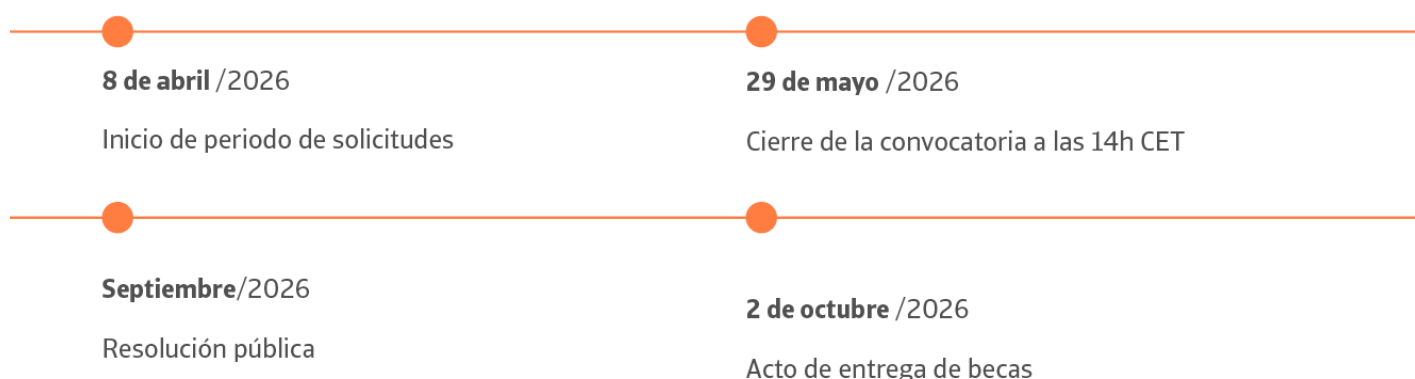 8 de abril /2026
29 de mayo /2026
Inicio de periodo de solicitudes
Cierre de la convocatoria a las 14h CET
Septiembre/2026
2 de octubre /2026
Resolución pública
Acto de entrega de becas